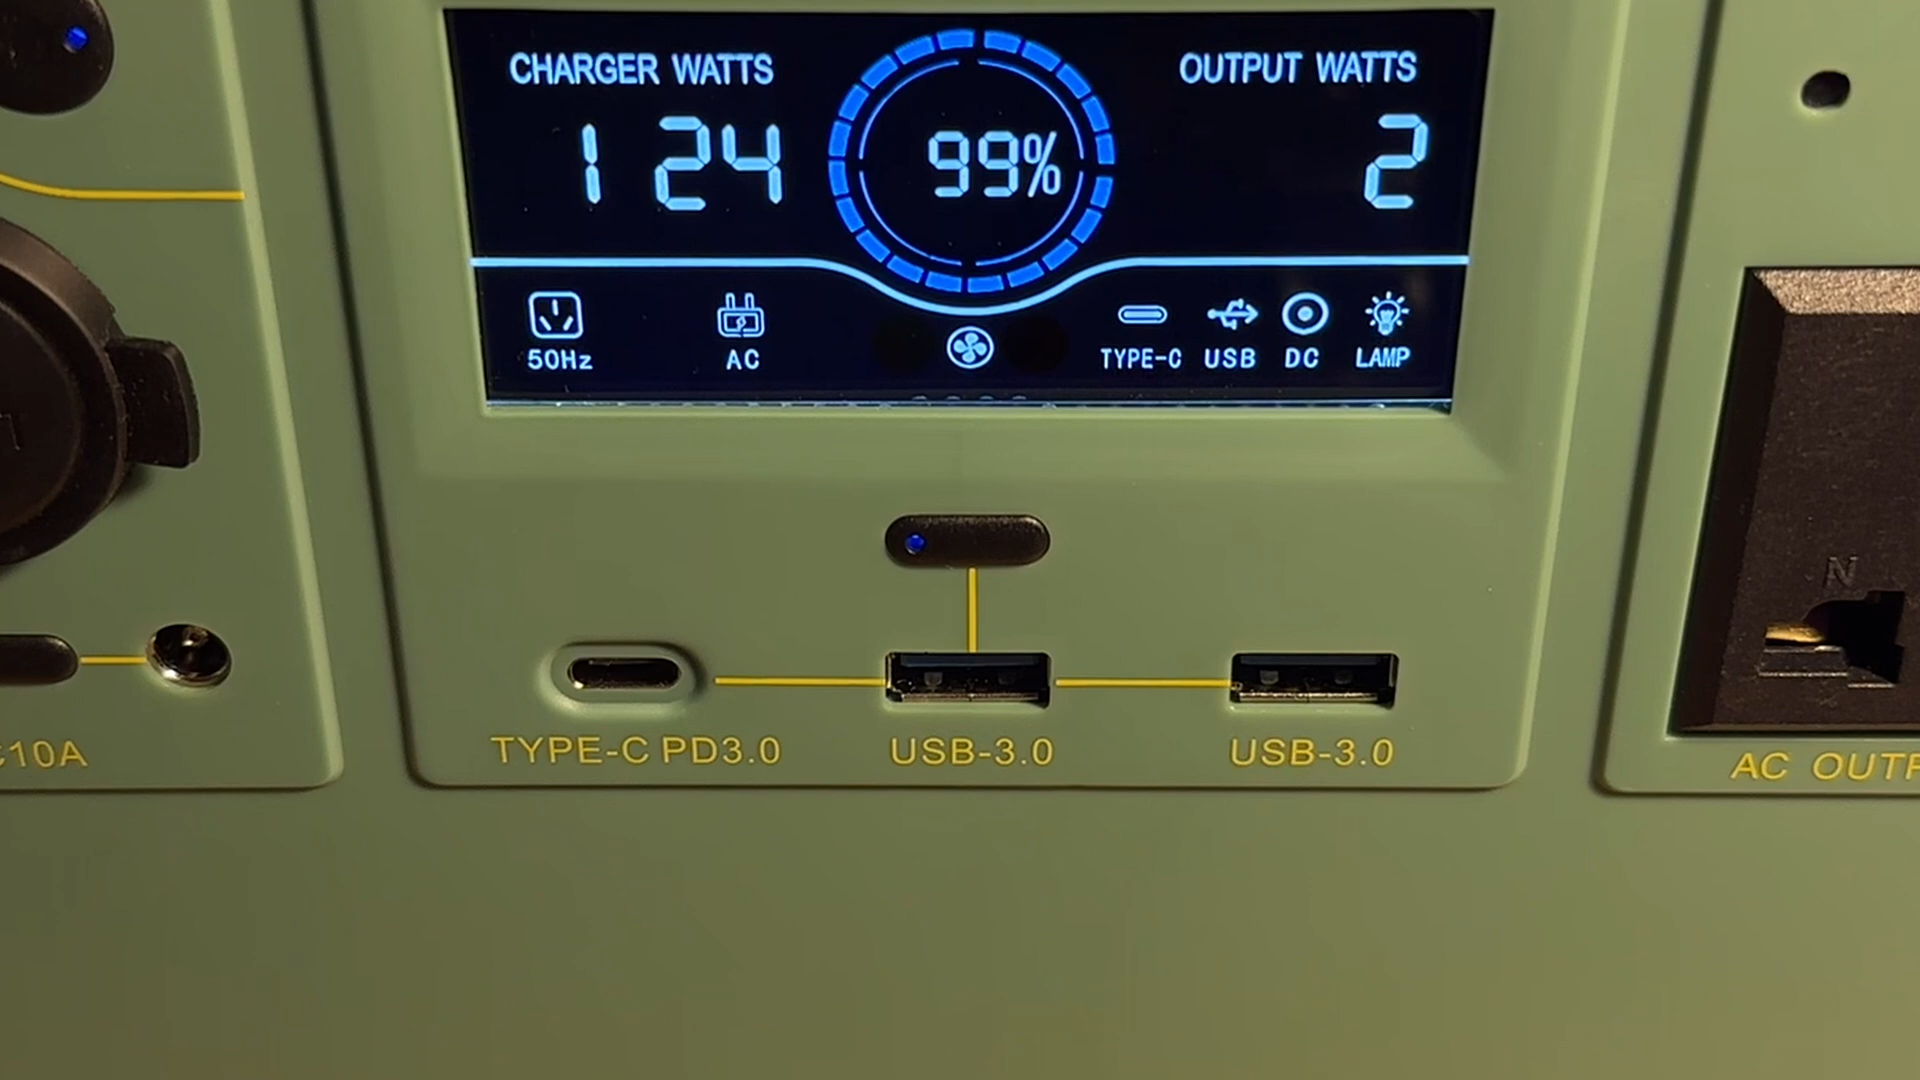 CHARGER WATTS
OUTPUT WATTS
124
99%
2
50Hz
AC
TYPE-C
USB
DC
LAMP
N
TYPE-C PD3.0
USB-3.0
USB-3.0
10A
AC